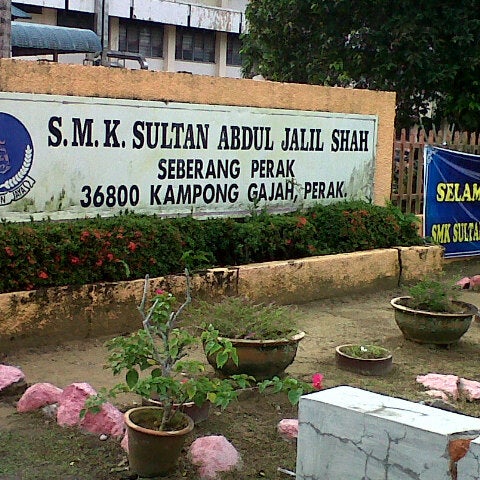 S.M.K. SULTAN ABDUL JALIL SHAH
SEBERANG PERAK
36800 KAMPONG GAJAH, PERAK.
SELAM
SMK SULTA